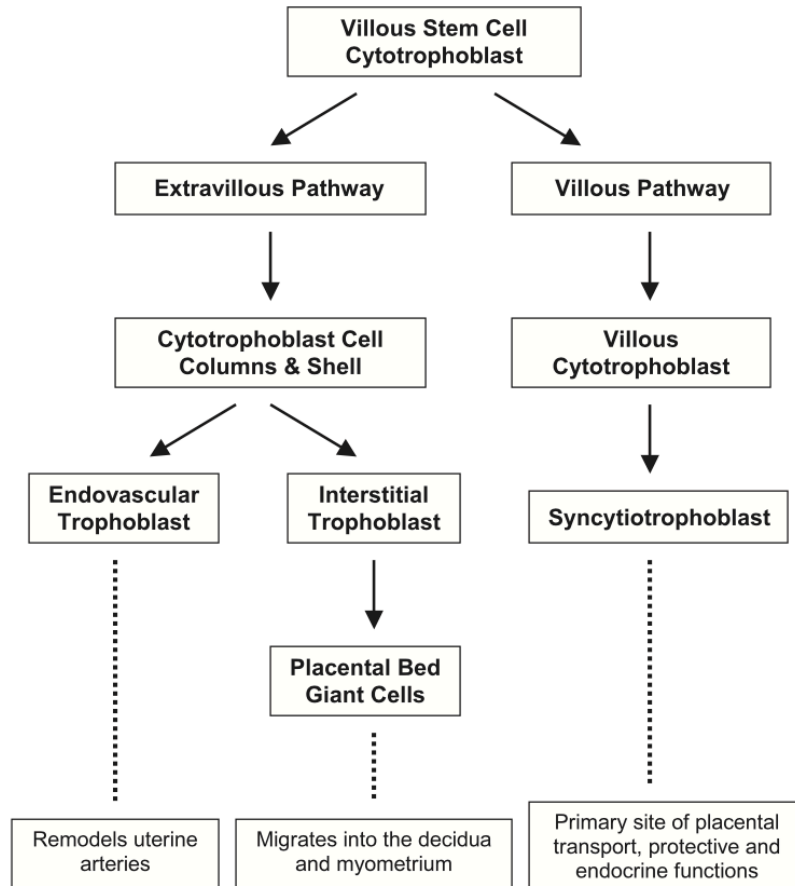 Villous Stem Cell
Cytotrophoblast
Extravillous Pathway
Villous Pathway
Cytotrophoblast Cell
Columns & Shell
Villous
Cytotrophoblast
Endovascular
Trophoblast
Interstitial
Trophoblast
Syncytiotrophoblast
Placental Bed
Giant Cells
Remodels uterine
arteries
Migrates into the decidua
and myometrium
Primary site of placental
transport, protective and
endocrine functions